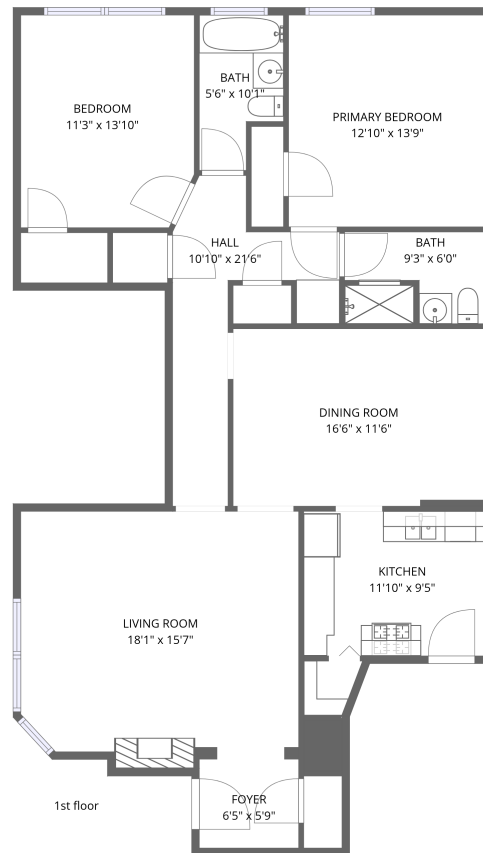 BATH
5'6" x 10'1"
BEDROOM
11'3" x 13'10"
PRIMARY BEDROOM
12'10" x 13'9"
HALL
10'10" x 21'6"
BATH
9'3" x 6'0"
DINING ROOM
16'6" x 11'6"
KITCHEN
11'10" x 9'5"
LIVING ROOM
18'1" x 15'7"
FOYER
6'5" x 5'9"
1st floor